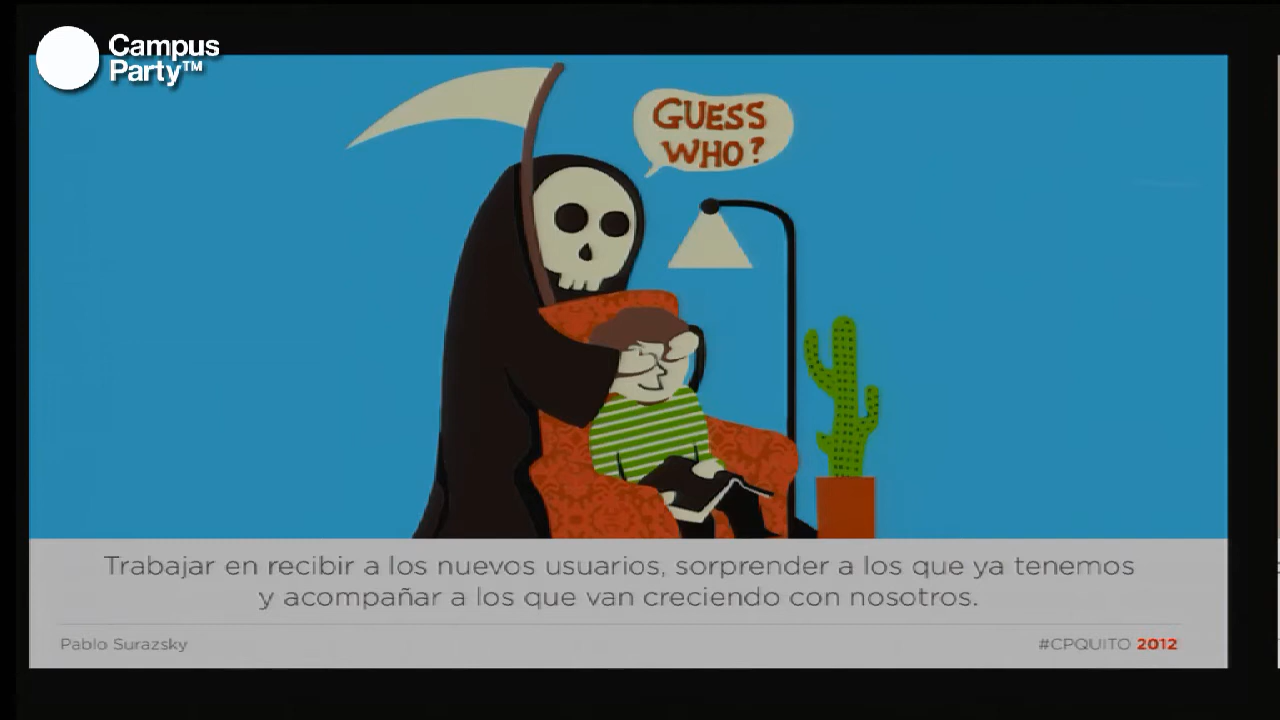 Campus
Party™
GUESS
WHO?
Trabajar en recibir a los nuevos usuarios, sorprender a los que ya tenemos
y acompañar a los que van creciendo con nosotros.
Pablo Surazsky
#CPQUITO 2012